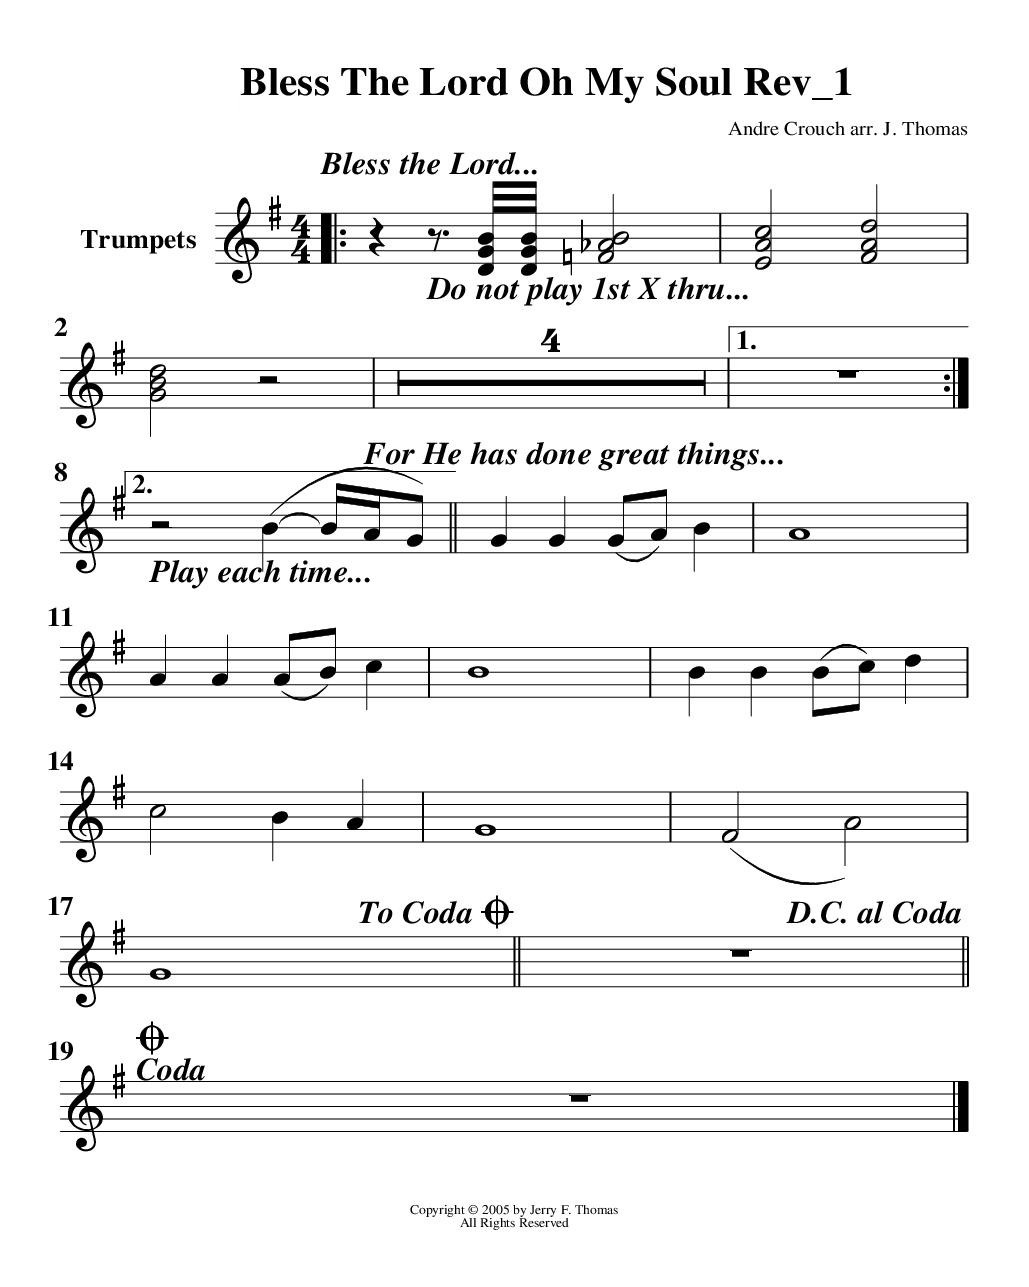 Bless The Lord Oh My Soul Rev_1
Andre Crouch arr. J. Thomas
Bless the Lord...
Trumpets
4
4
Do not play 1st X thru...
2
4
1.
For He has done great things...
8
2.
Play each time...
11
14
17
To Coda
D.C. al Coda
19
Coda
Copyright © 2005 by Jerry F. Thomas
All Rights Reserved